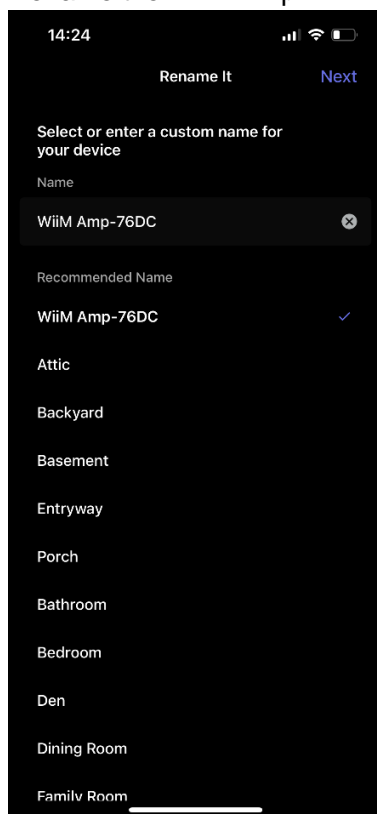 14:24
Rename It
Next
Select or enter a custom name for
your device
Name
WiiM Amp-76DC
Recommended Name
WiiM Amp-76DC
Attic
Backyard
Basement
Entryway
Porch
Bathroom
Bedroom
Den
Dining Room
Family Room